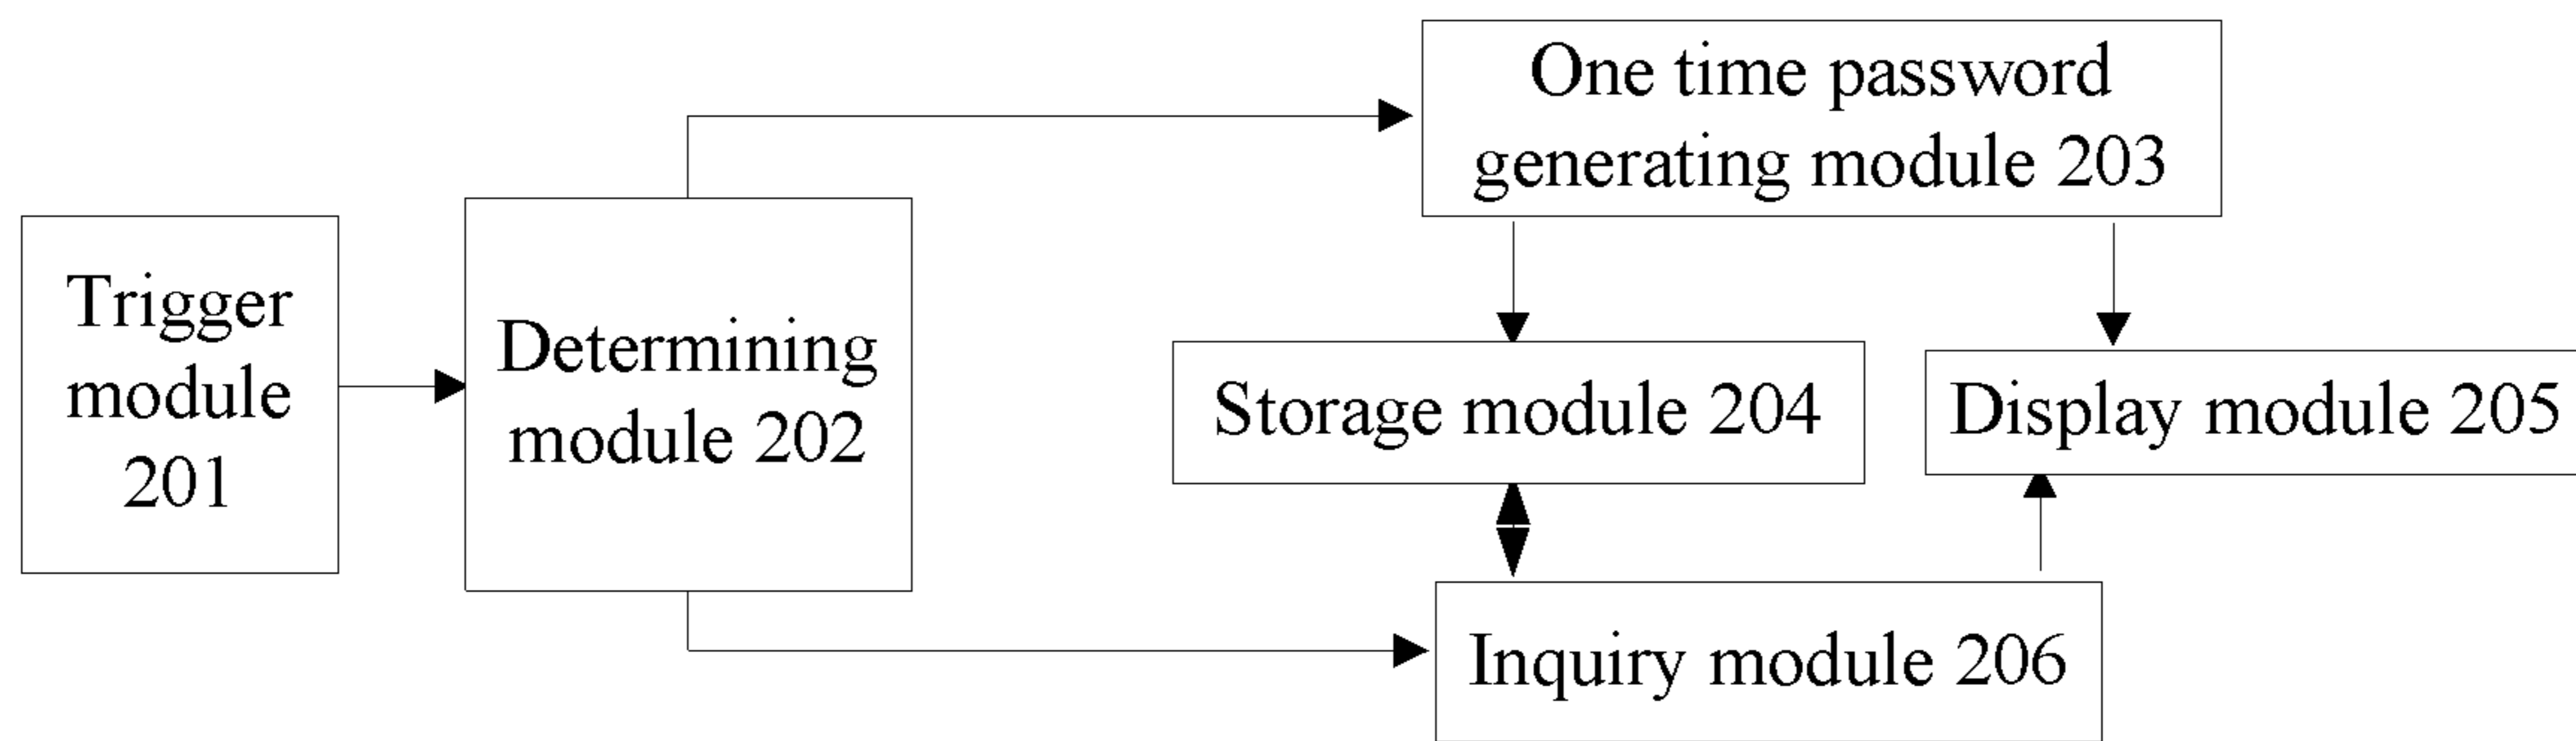 Trigger
module
201
Determining
module 202
One time password
generating module 203
Storage module 204
Display module 205
Inquiry module 206